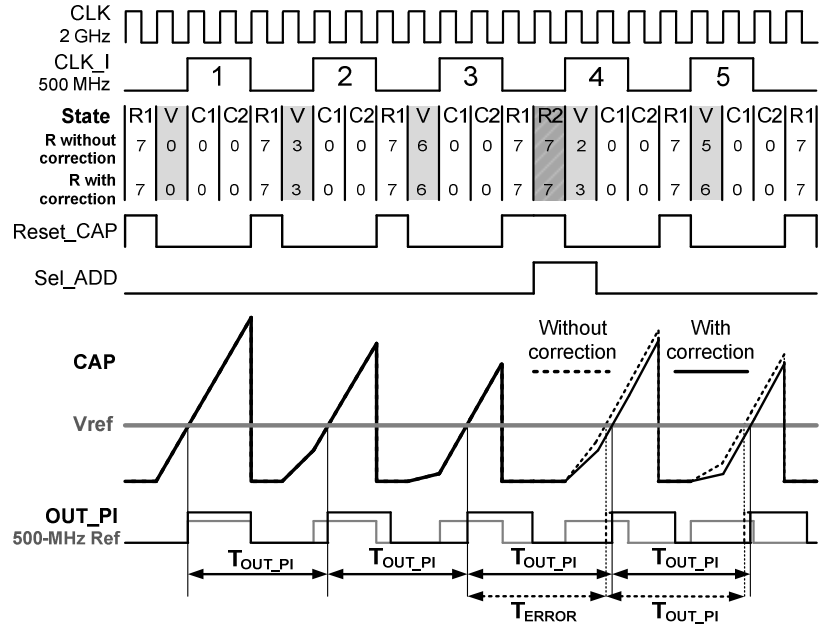 CLK
2 GHz
CLK_I
500 MHz
1 2 3 4 5
State R1 V C1 C2 R1 V C1 C2 R1 V C1 C2 R1 R2 V C1 C2 R1 V C1 C2 R1
R without
correction
7 0 0 0 7 3 0 0 7 6 0 0 7 7 2 0 0 7 5 0 0 7
R with
correction
7 0 0 0 7 3 0 0 7 6 0 0 7 7 3 0 0 7 6 0 0 7
Reset_CAP
Sel_ADD
CAP
Without
correction
With
correction
Vref
OUT_PI
500-MHz Ref
TOUT_PI TOUT_PI TOUT_PI TOUT_PI
TERROR TOUT_PI